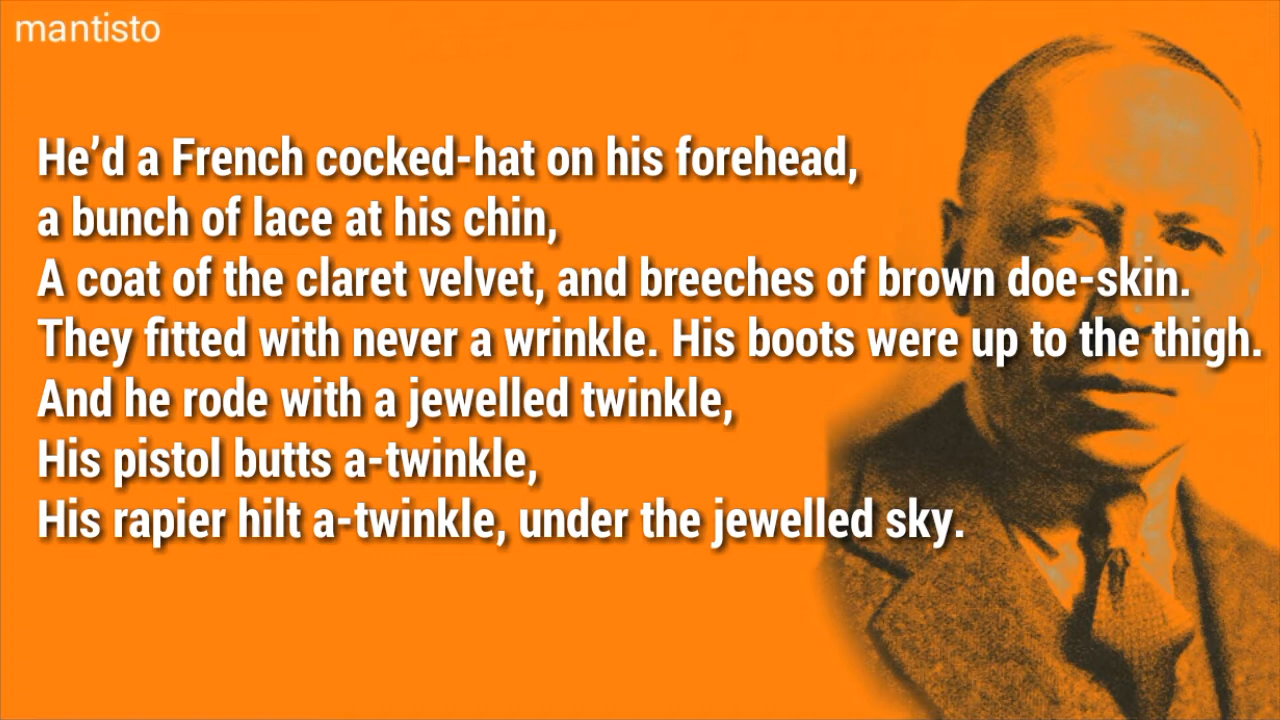 mantisto
He’d a French cocked-hat on his forehead,
a bunch of lace at his chin,
A coat of the claret velvet, and breeches of brown doe-skin.
They fitted with never a wrinkle. His boots were up to the thigh.
And he rode with a jewelled twinkle,
His pistol butts a-twinkle,
His rapier hilt a-twinkle, under the jewelled sky.